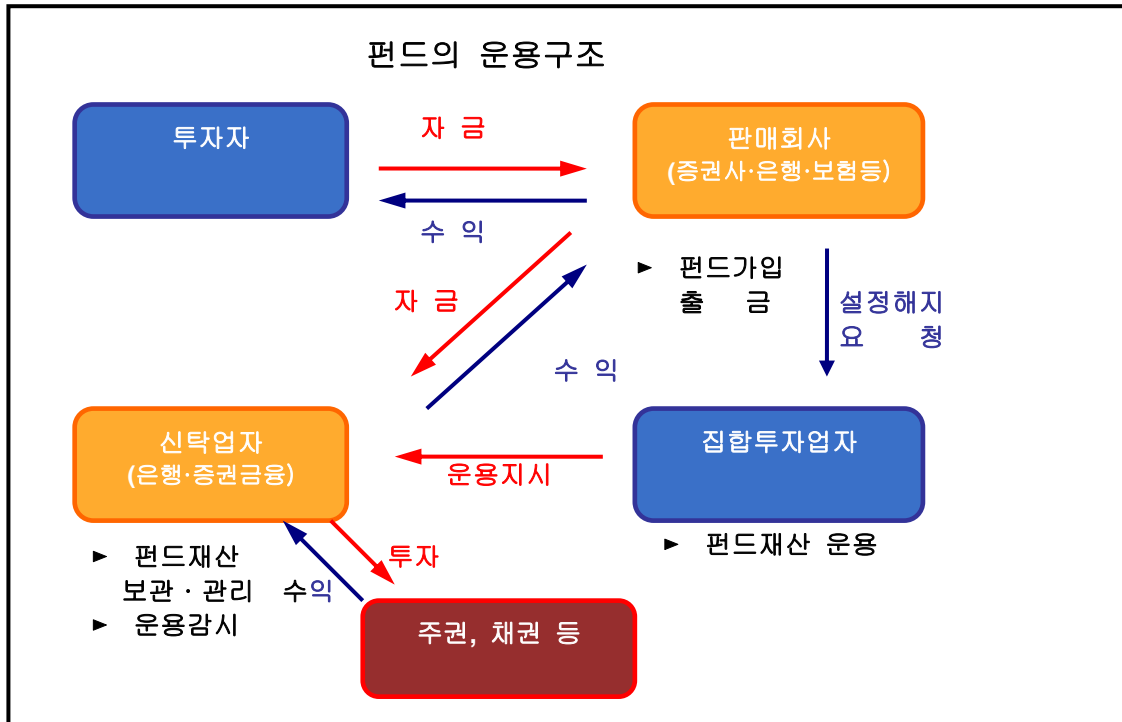 펀드의 운용구조
투자자
자 금
판매회사
(증권사·은행·보험등)
수 익
► 펀드가입
출 금
자 금
설정해지
요 청
수 익
신탁업자
(은행·증권금융)
집합투자업자
운용지시
► 펀드재산
보관 · 관리
► 운용감시
투자
► 펀드재산 운용
수익
주권, 채권 등